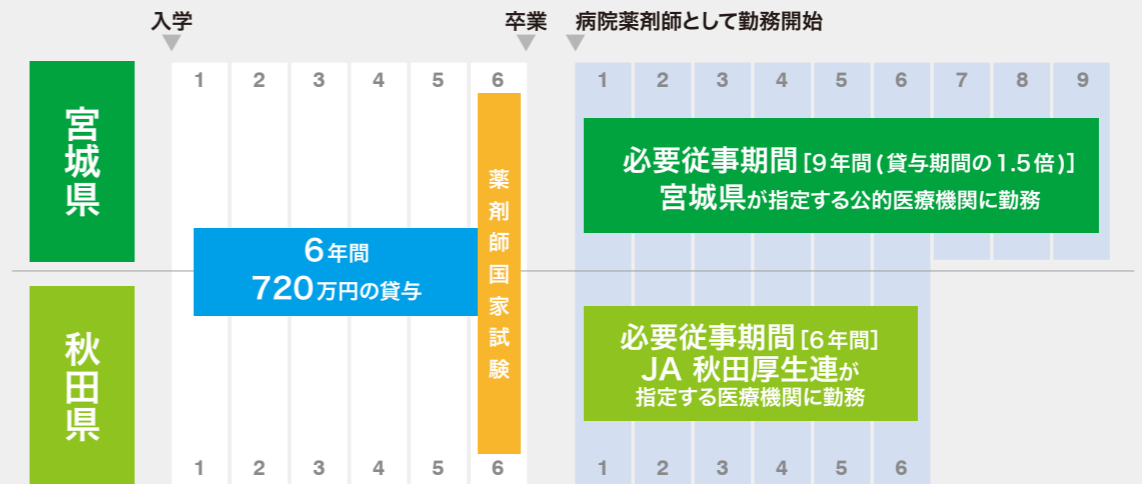 入学 卒業 病院薬剤師として勤務開始
1 2 3 4 5 6 1 2 3 4 5 6 7 8 9
宮城県
必要従事期間[9年間(貸与期間の1.5倍)]
宮城県が指定する公的医療機関に勤務
薬剤師国家試験
6年間
720万円の貸与
秋田県
必要従事期間[6年間]
JA 秋田厚生連が
指定する医療機関に勤務
1 2 3 4 5 6 1 2 3 4 5 6